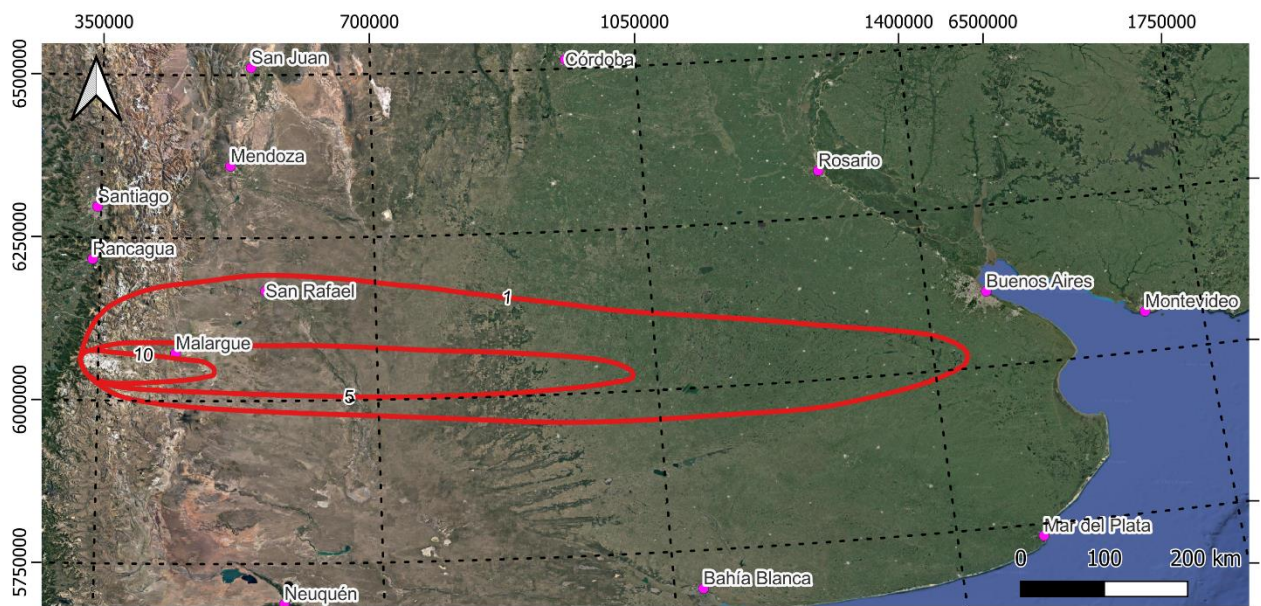 350000 700000 1050000 1400000 6500000 1750000
6500000
San Juan
Córdoba
Mendoza
Rosario
Santiago
6250000
Rancagua
San Rafael
1
Buenos Aires
Montevideo
Malargue
10
5
6000000
Mar del Plata
0 100 200 km
5750000
Bahía Blanca
Neuquén